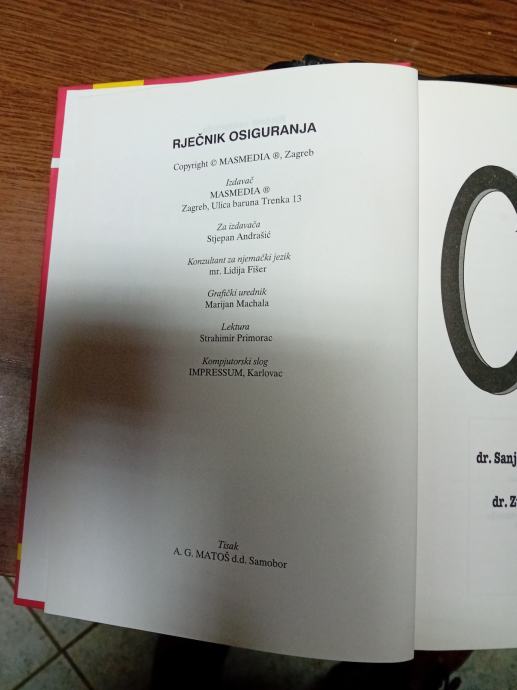 RJEČNIK OSIGURANJA
Copyright © MASMEDIA ®, Zagreb
Izdavač
MASMEDIA ®
Zagreb, Ulica baruna Trenka 13
Za izdavača
Stjepan Andrašić
Konzultant za njemački jezik
mr. Lidija Fišer
Grafički urednik
Marijan Machala
Lektura
Strahimir Primorac
Kompjutorski slog
IMPRESSUM, Karlovac
Tisak
A. G. MATOŠ d.d. Samobor
dr. Sanj
dr. Z